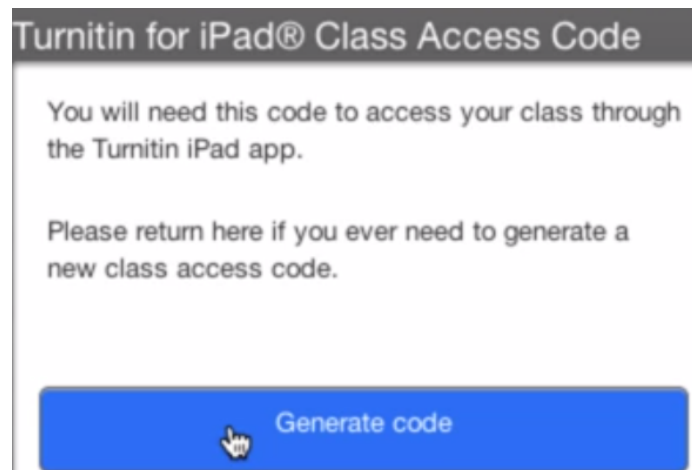 Turnitin for iPad® Class Access Code
You will need this code to access your class through
the Turnitin iPad app.
Please return here if you ever need to generate a
new class access code.
Generate code